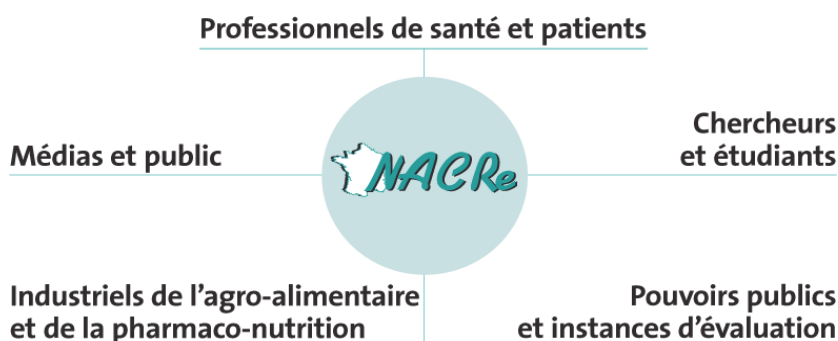 Professionnels de santé et patients
Médias et public
NACRe
Chercheurs
et étudiants
Industriels de l'agro-alimentaire
et de la pharmaco-nutrition
Pouvoirs publics
et instances d'évaluation